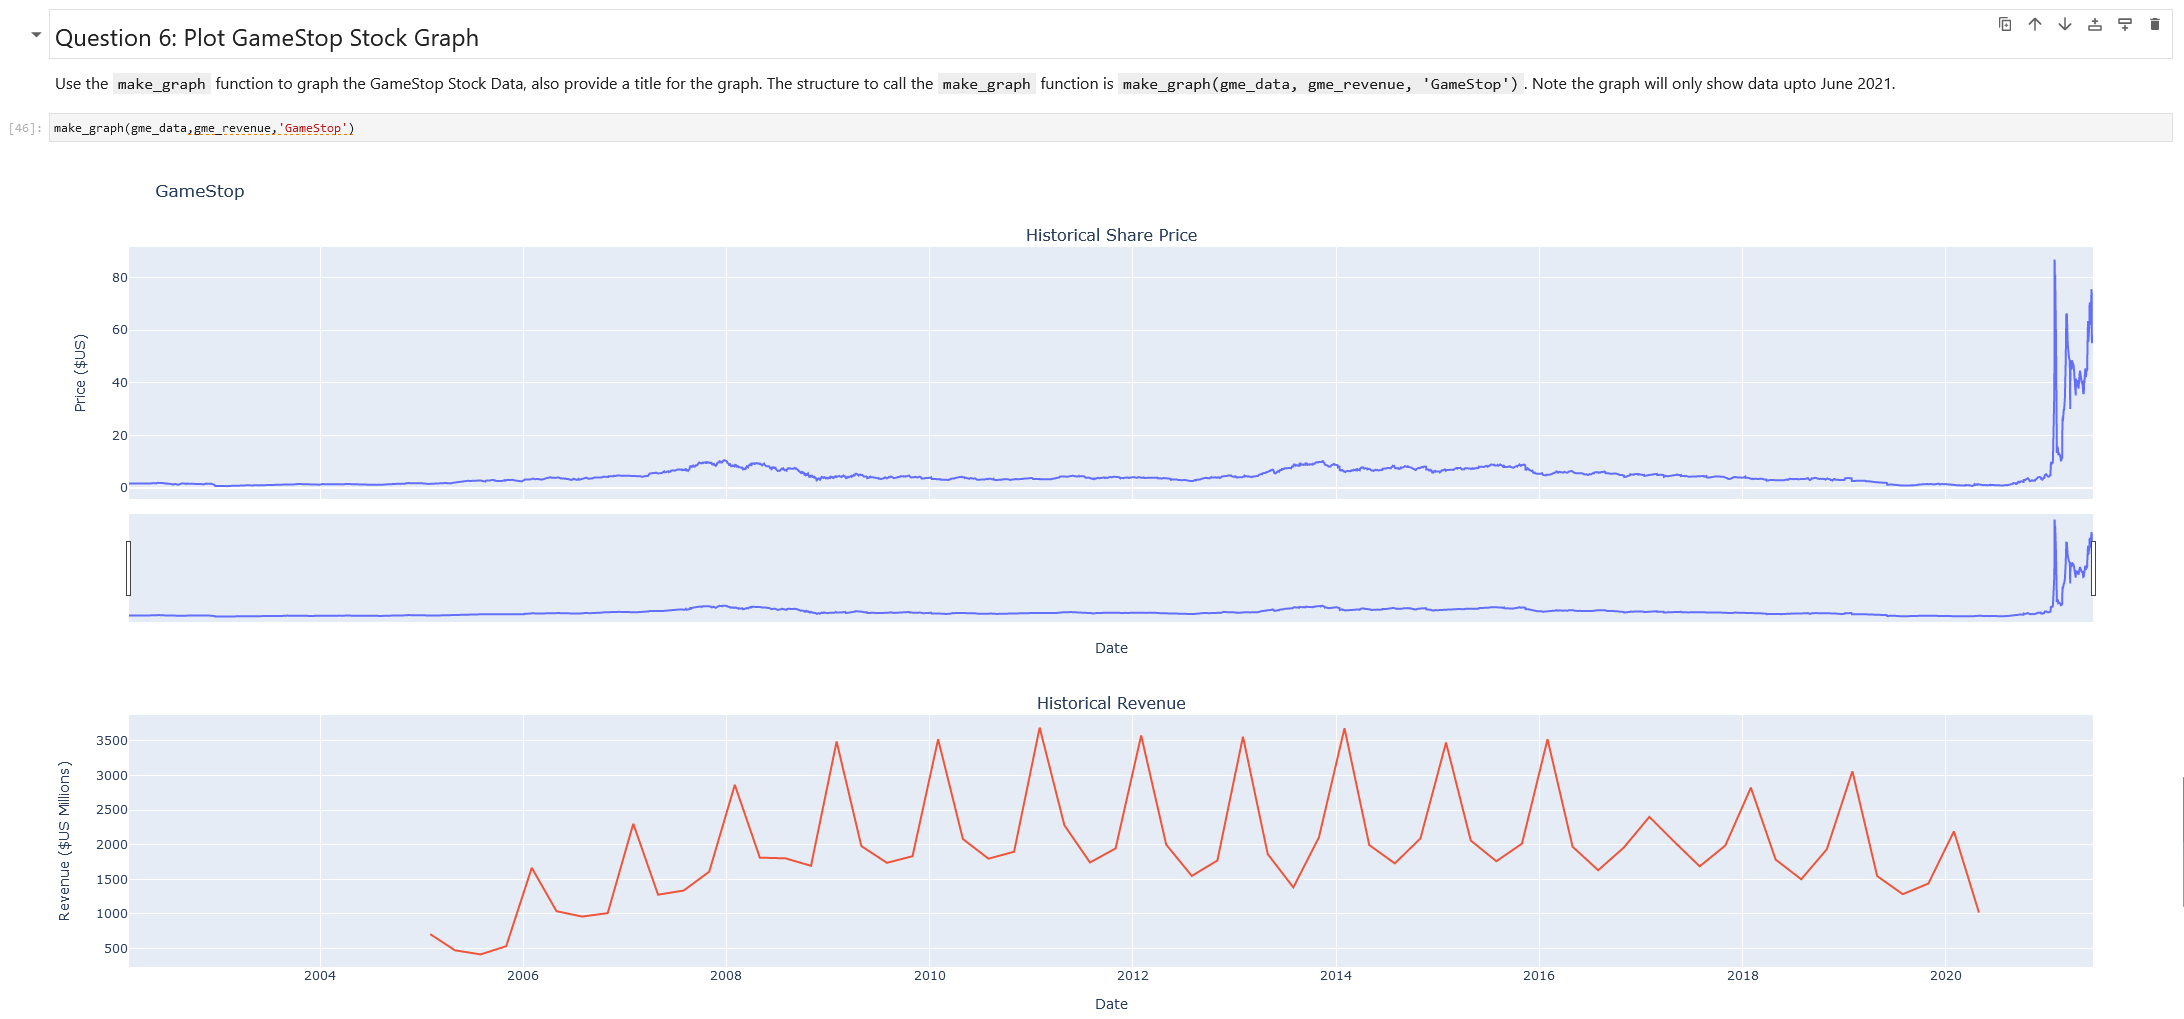 Question 6: Plot GameStop Stock Graph
Use the make_graph function to graph the GameStop Stock Data, also provide a title for the graph. The structure to call the make_graph function is make_graph(gme_data, gme_revenue, 'GameStop'). Note the graph will only show data upto June 2021.
[46]: make_graph(gme_data,gme_revenue,'GameStop')
GameStop
Historical Share Price
80
60
40
20
0
Price ($US)
Date
Historical Revenue
3500
3000
2500
2000
1500
1000
500
Revenue ($US Millions)
2004 2006 2008 2010 2012 2014 2016 2018 2020
Date